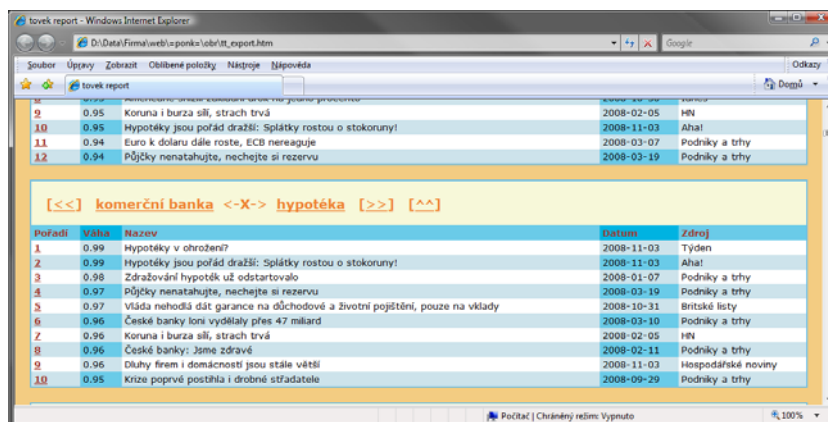 tovek report - Windows Internet Explorer
D:\Data\Firma\web\=ponk=\obr\tt_export.htm Google
Soubor Úpravy Zobrazit Oblíbené položky Nástroje Nápověda Odkazy
tovek report Domů
8 0.95 Američané snížili základní úrok na jedno procento
9 0.95 Koruna i burza sílí, strach trvá 2008-02-05 HN
10 0.95 Hypotéky jsou pořád dražší: Splátky rostou o stokoruny! 2008-11-03 Aha!
11 0.94 Euro k dolaru dále roste, ECB nereaguje 2008-03-07 Podniky a trhy
12 0.94 Půjčky nenatahujte, nechejte si rezervu 2008-03-19 Podniky a trhy
[<<] komerční banka <-X-> hypotéka [>>] [^^]
Pořadí Váha Nazev Datum Zdroj
1 0.99 Hypotéky v ohrožení? 2008-11-03 Týden
2 0.99 Hypotéky jsou pořád dražší: Splátky rostou o stokoruny! 2008-11-03 Aha!
3 0.98 Zdražování hypoték už odstartovalo 2008-01-07 Podniky a trhy
4 0.97 Půjčky nenatahujte, nechejte si rezervu 2008-03-19 Podniky a trhy
5 0.97 Vláda nehodlá dát garance na důchodové a životní pojištění, pouze na vklady 2008-10-31 Britské listy
6 0.96 České banky loni vydělaly přes 47 miliard 2008-03-10 Podniky a trhy
7 0.96 Koruna i burza sílí, strach trvá 2008-02-05 HN
8 0.96 České banky: Jsme zdravé 2008-02-11 Podniky a trhy
9 0.96 Dluhy firem i domácností jsou stále větší 2008-11-03 Hospodářské noviny
10 0.95 Krize poprvé postihla i drobné střadatele 2008-09-29 Podniky a trhy
Počítač | Chráněný režim: Vypnuto 100%